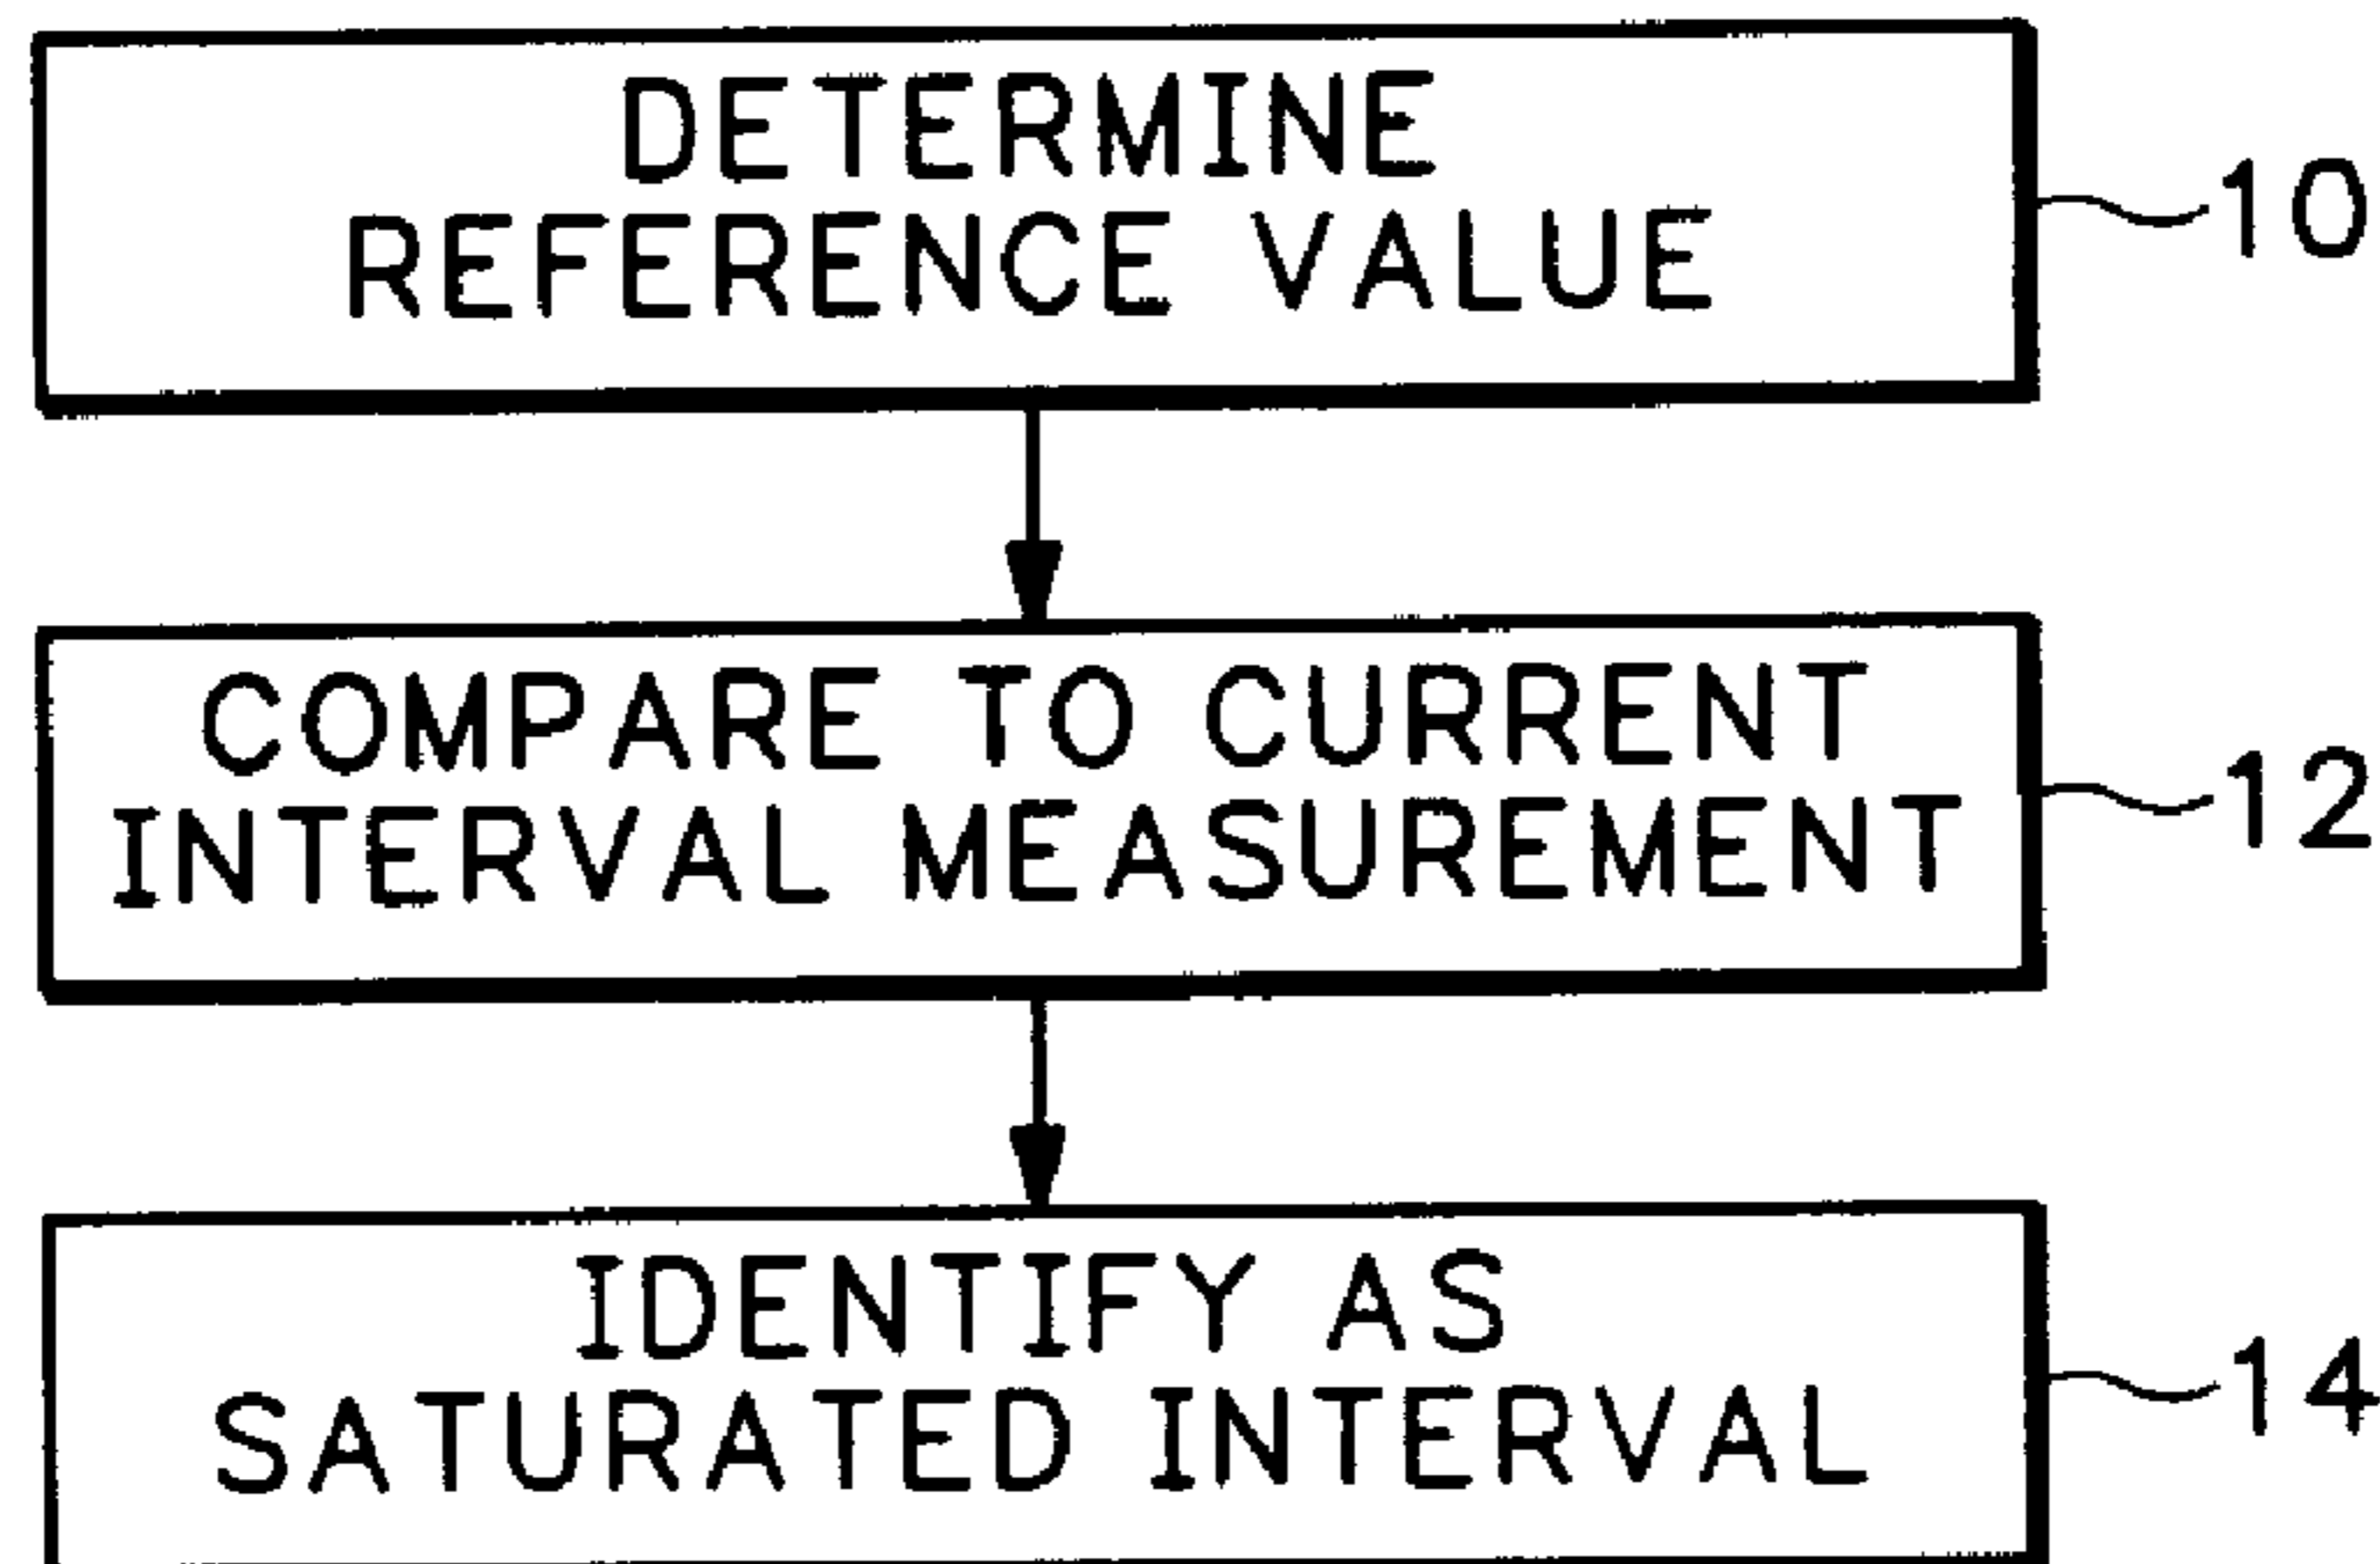 DETERMINE
REFERENCE VALUE
10
COMPARE TO CURRENT
INTERVAL MEASUREMENT
12
IDENTIFY AS
SATURATED INTERVAL
14